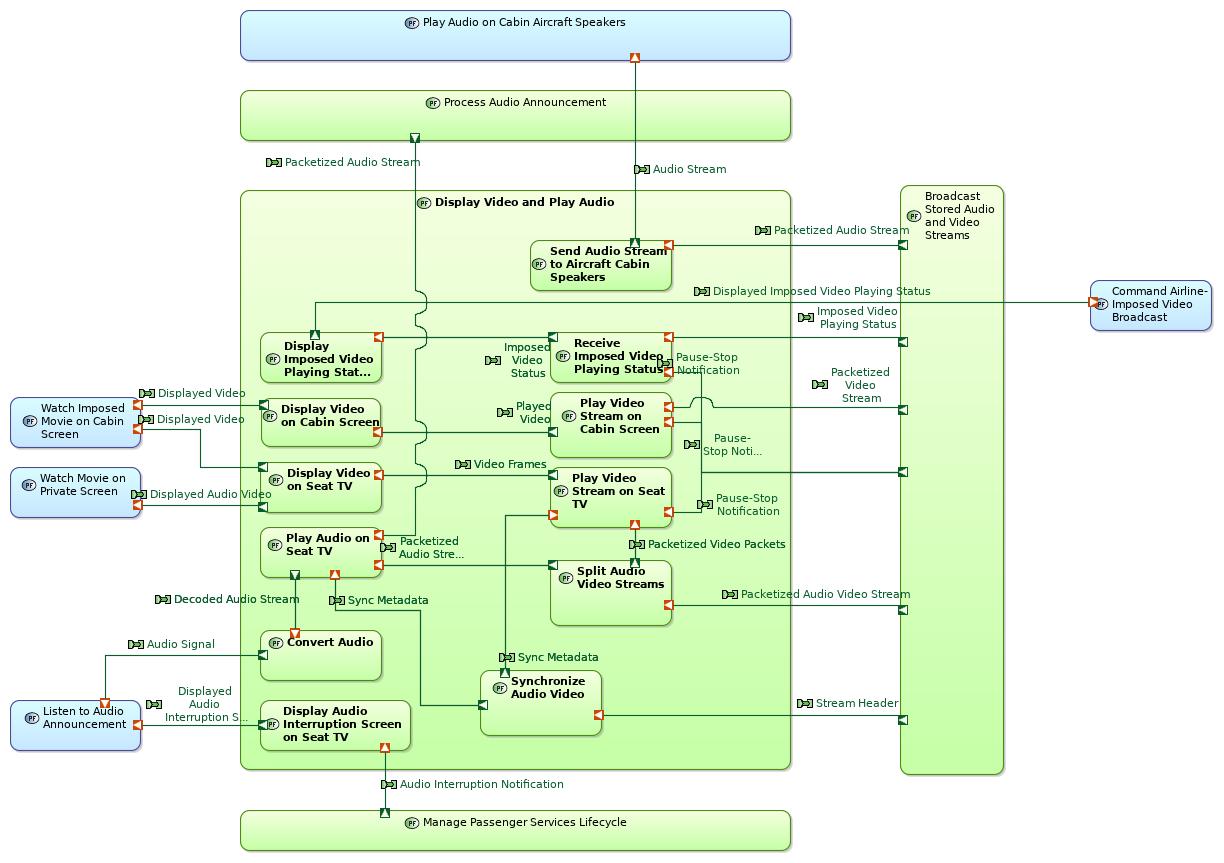 Play Audio on Cabin Aircraft Speakers
Process Audio Announcement
Packetized Audio Stream
Audio Stream
Display Video and Play Audio
Broadcast
Stored Audio
and Video
Streams
Packetized Audio Stream
Send Audio Stream
to Aircraft Cabin
Speakers
Displayed Imposed Video Playing Status
Command Airline-
Imposed Video
Broadcast
Imposed Video
Playing Status
Display
Imposed Video
Playing Stat...
Imposed
Video
Status
Receive
Imposed Video
Playing Status
Pause-Stop
Notification
Packetized
Video
Stream
Displayed Video
Watch Imposed
Movie on Cabin
Screen
Displayed Video
Display Video
on Cabin Screen
Played
Video
Play Video
Stream on
Cabin Screen
Pause-
Stop Noti...
Watch Movie on
Private Screen
Displayed Audio Video
Display Video
on Seat TV
Video Frames
Play Video
Stream on Seat
TV
Pause-Stop
Notification
Play Audio on
Seat TV
Packetized
Audio Stre...
Packetized Video Packets
Split Audio
Video Streams
Decoded Audio Stream
Sync Metadata
Packetized Audio Video Stream
Audio Signal
Convert Audio
Sync Metadata
Synchronize
Audio Video
Stream Header
Listen to Audio
Announcement
Displayed
Audio
Interruption S...
Display Audio
Interruption Screen
on Seat TV
Audio Interruption Notification
Manage Passenger Services Lifecycle